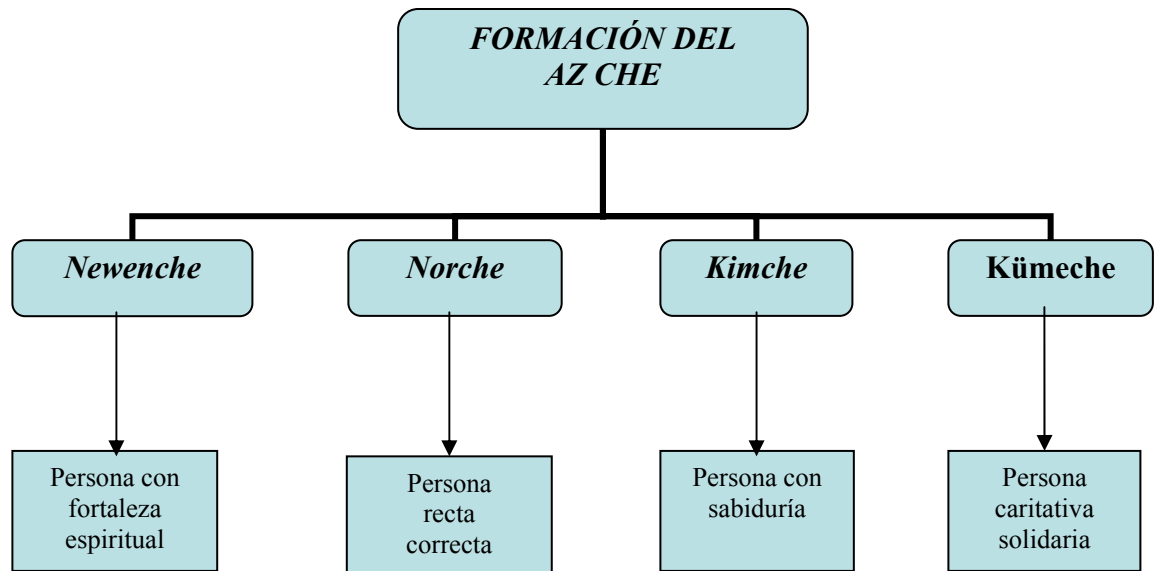 FORMACIÓN DEL
AZ CHE
Newenche
Norche
Kimche
Kümeche
Persona con
fortaleza
espiritual
Persona
recta
correcta
Persona con
sabiduría
Persona
caritativa
solidaria